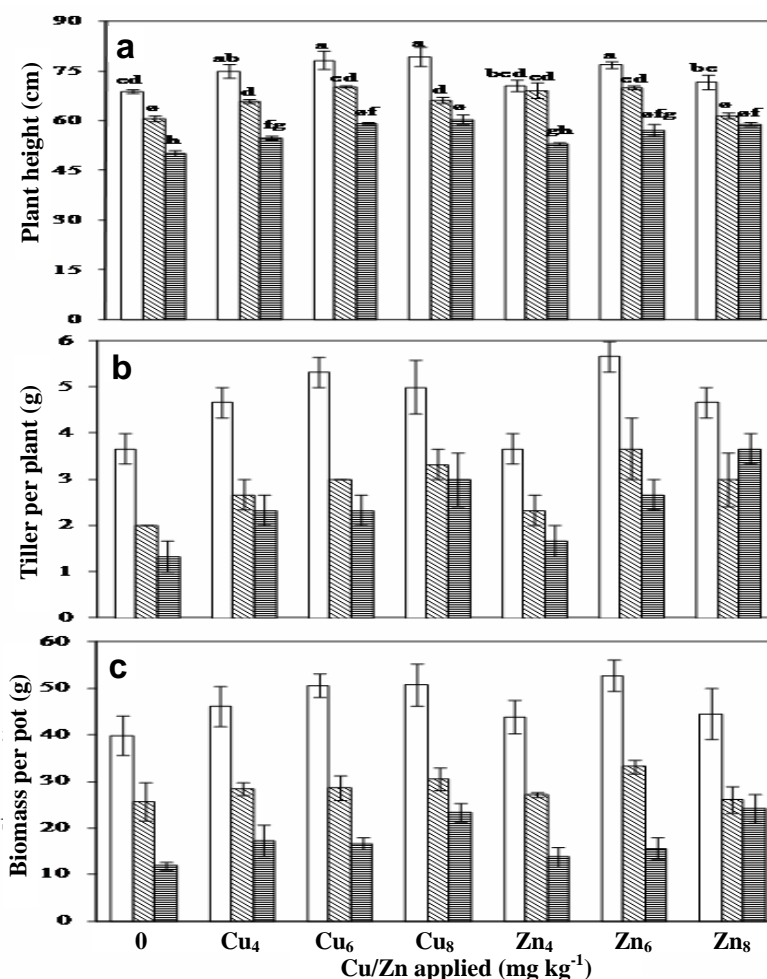 a
Plant height (cm)
90
75
60
45
30
15
0
cd
e
h
ab
d
fg
a
cd
ef
a
d
e
bcd
cd
gh
a
cd
efg
bc
e
ef
b
Tiller per plant (g)
6
5
4
3
2
1
0
c
Biomass per pot (g)
60
50
40
30
20
10
0
0 Cu₄ Cu₆ Cu₈ Zn₄ Zn₆ Zn₈
Cu/Zn applied (mg kg⁻¹)